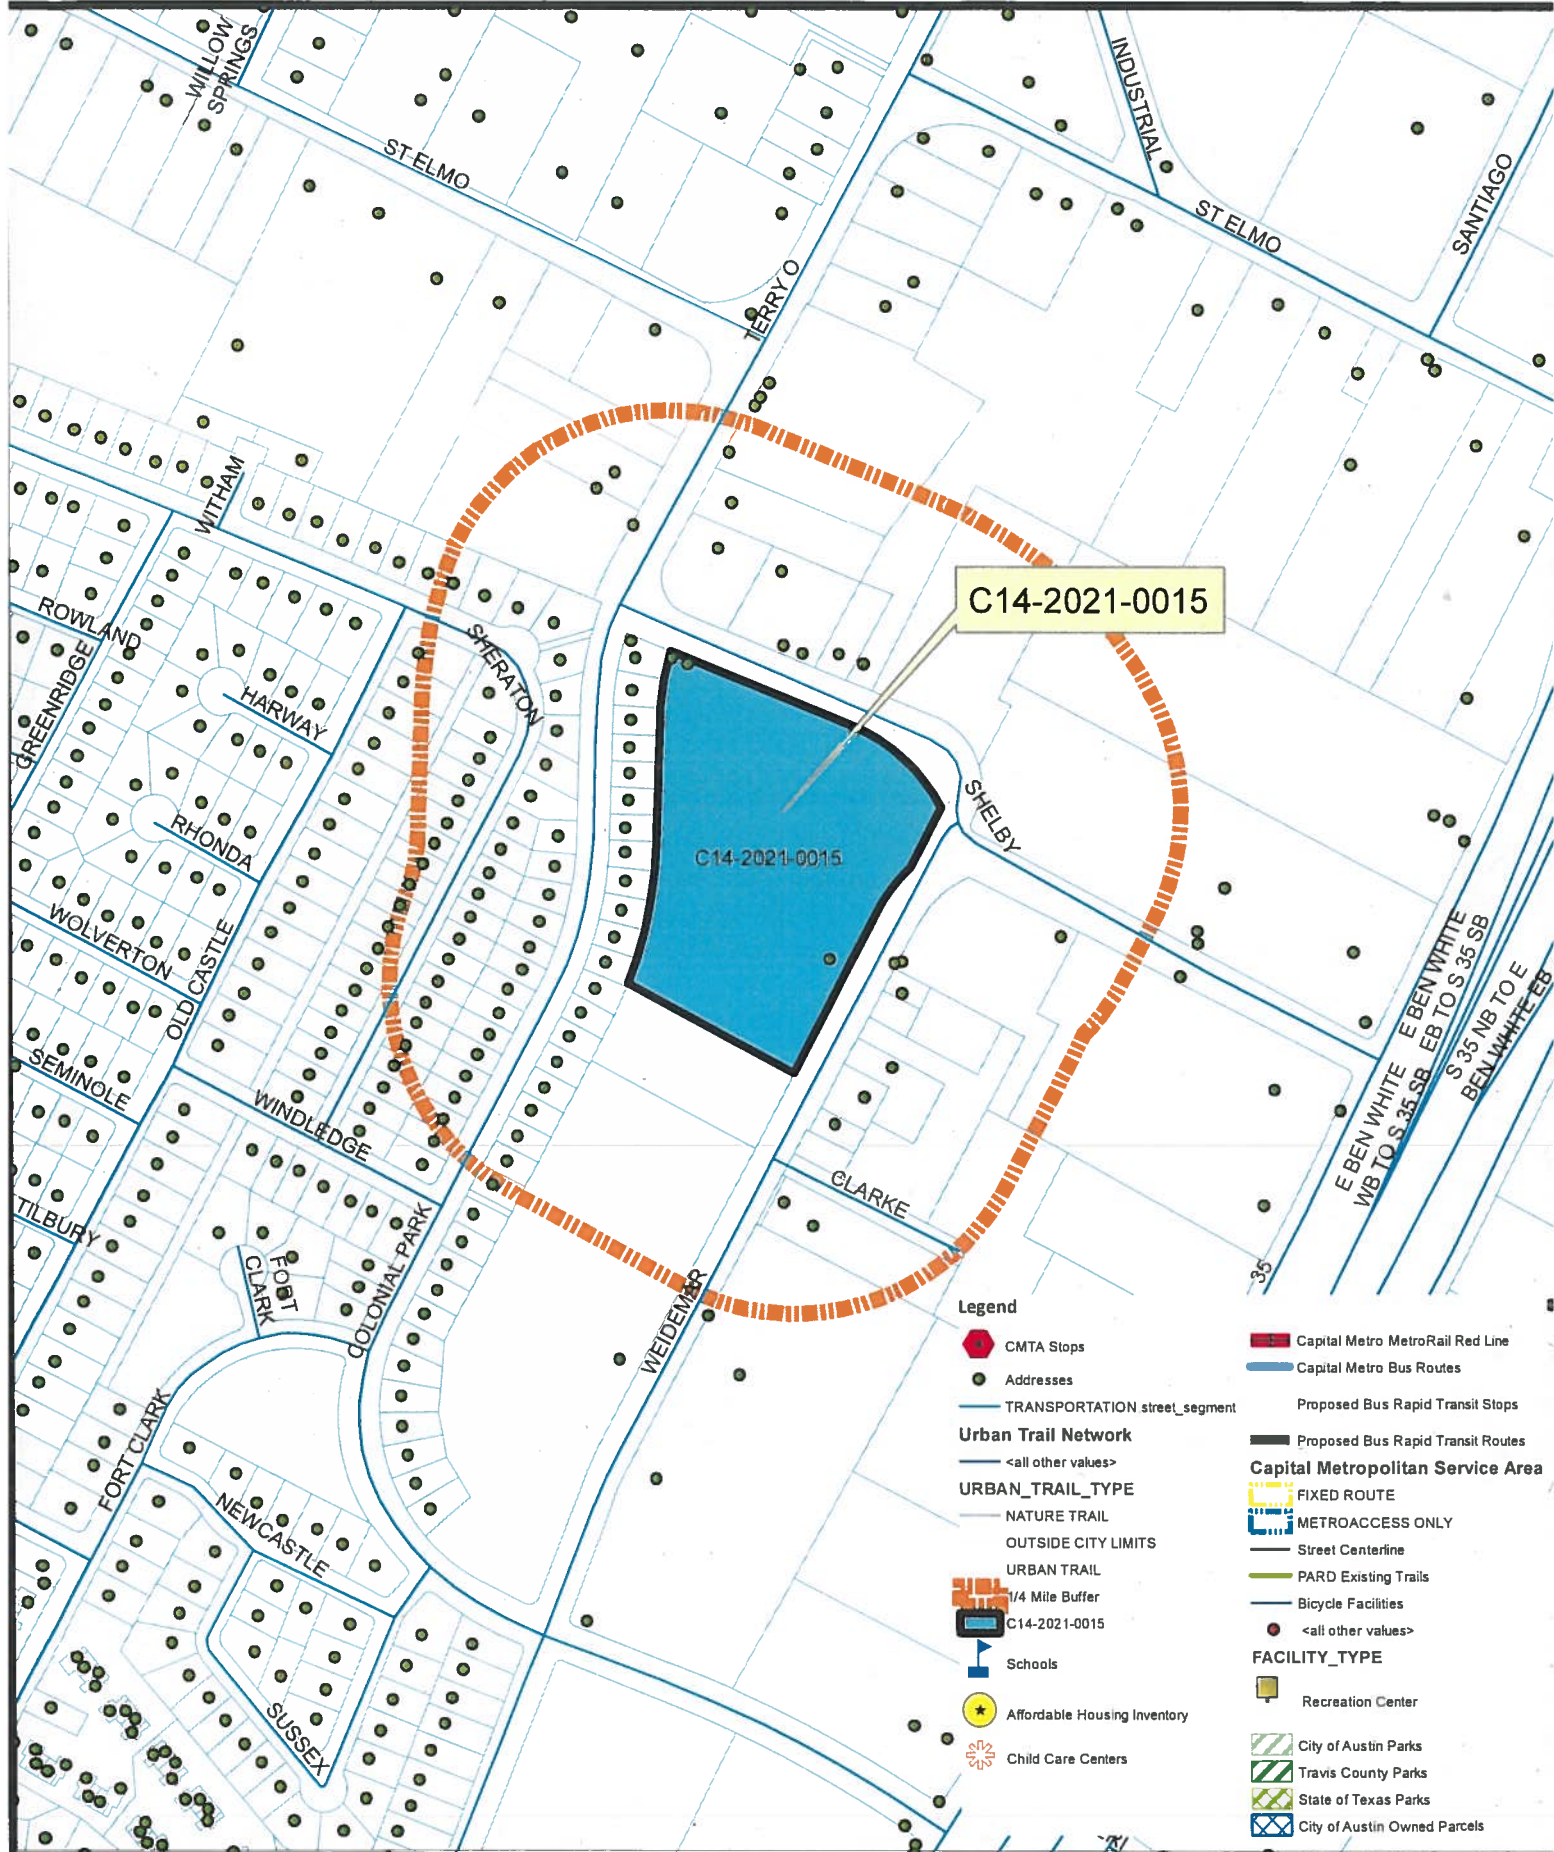 WILLOW
SPRINGS
ST ELMO
INDUSTRIAL
ST ELMO
SANTIAGO
TERRY O
WITHAM
ROWLAND
GREENRIDGE
HARWAY
SHERATON
C14-2021-0015
RHONDA
SHELBY
C14-2021-0015
WOLVERTON
OLD CASTLE
SEMINOLE
WINDLEDGE
E BEN WHITE
EB TO S 35 SB
S 35 NB TO E
BEN WHITE EB
E BEN WHITE
WB TO S 35 SB
TILBURY
CLARKE
FORT
CLARK
COLONIAL PARK
35
WEIDEMAR
FORT CLARK
NEWCASTLE
SUSSEX
Legend
CMTA Stops
Addresses
TRANSPORTATION street_segment
Urban Trail Network
<all other values>
URBAN_TRAIL_TYPE
NATURE TRAIL
OUTSIDE CITY LIMITS
URBAN TRAIL
1/4 Mile Buffer
C14-2021-0015
Schools
Affordable Housing Inventory
Child Care Centers
Capital Metro MetroRail Red Line
Capital Metro Bus Routes
Proposed Bus Rapid Transit Stops
Proposed Bus Rapid Transit Routes
Capital Metropolitan Service Area
FIXED ROUTE
METROACCESS ONLY
Street Centerline
PARD Existing Trails
Bicycle Facilities
<all other values>
FACILITY_TYPE
Recreation Center
City of Austin Parks
Travis County Parks
State of Texas Parks
City of Austin Owned Parcels